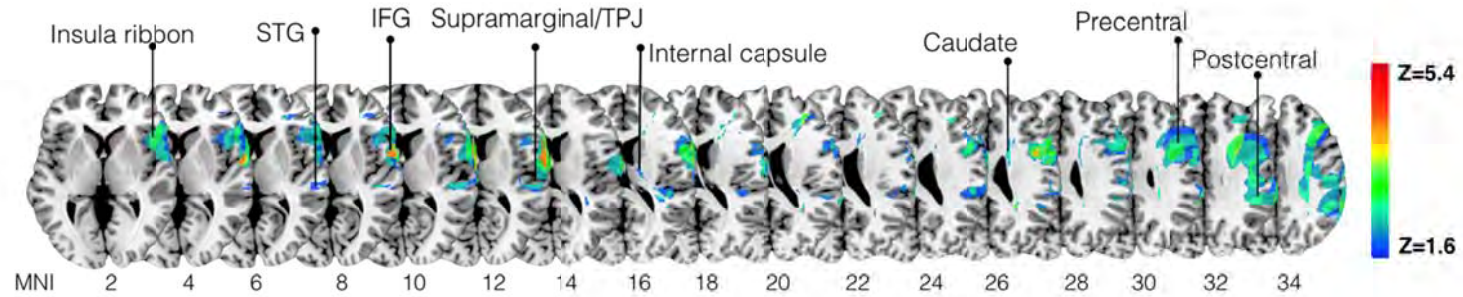 Insula ribbon
STG
IFG
Supramarginal/TPJ
Internal capsule
Caudate
Precentral
Postcentral
Z=5.4
Z=1.6
MNI 2 4 6 8 10 12 14 16 18 20 22 24 26 28 30 32 34